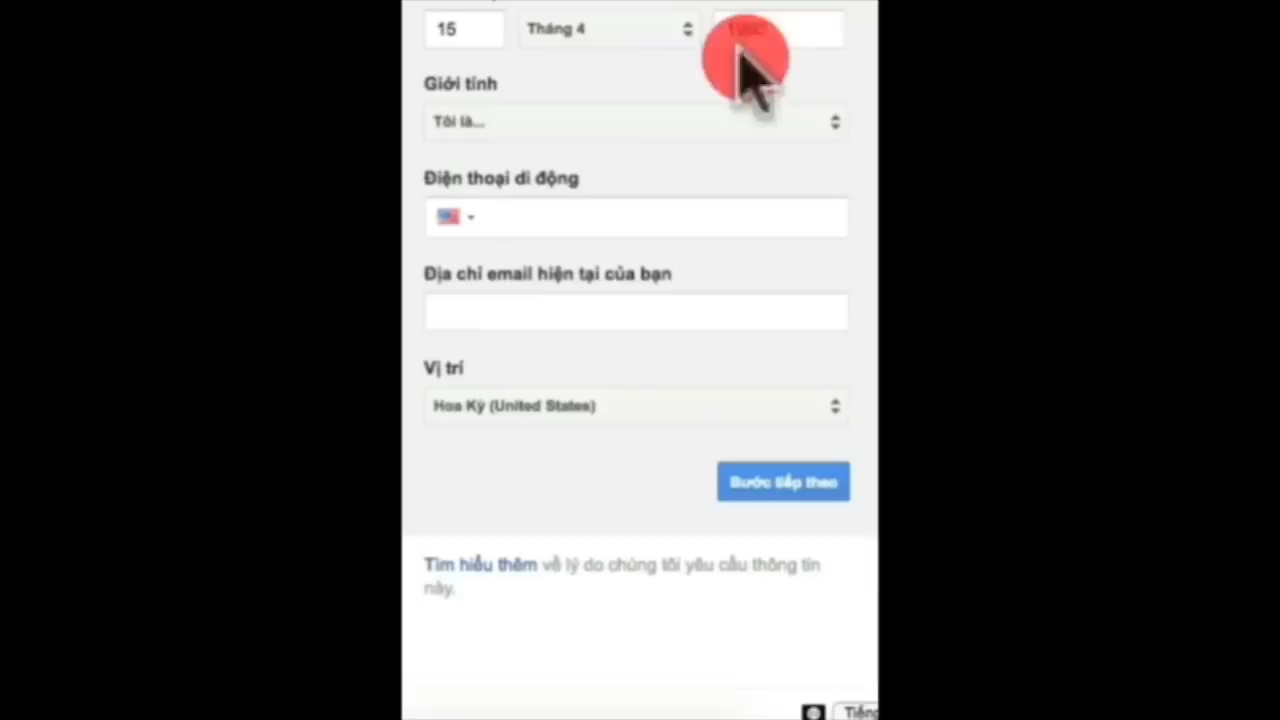 15 Tháng 4
Giới tính
Tôi là...
Điện thoại di động
Địa chỉ email hiện tại của bạn
Vị trí
Hoa Kỳ (United States)
Bước tiếp theo
Tìm hiểu thêm về lý do chúng tôi yêu cầu thông tin
này.